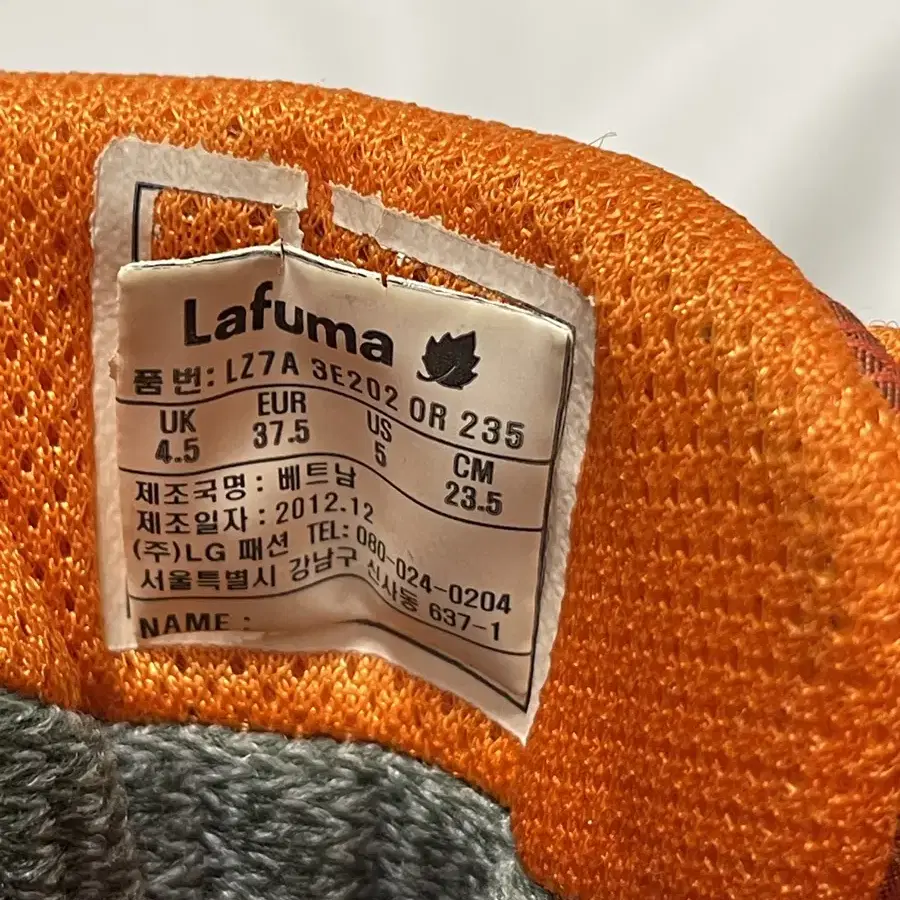 Lafuma
품 번: LZ7A 3E202 OR 235
UK EUR US CM
4.5 37.5 5 23.5
제조국명 : 베트남
제조일자 : 2012.12
(주)LG 패션 TEL: 080-024-0204
서울특별시 강남구 신사동 637-1
NAME :